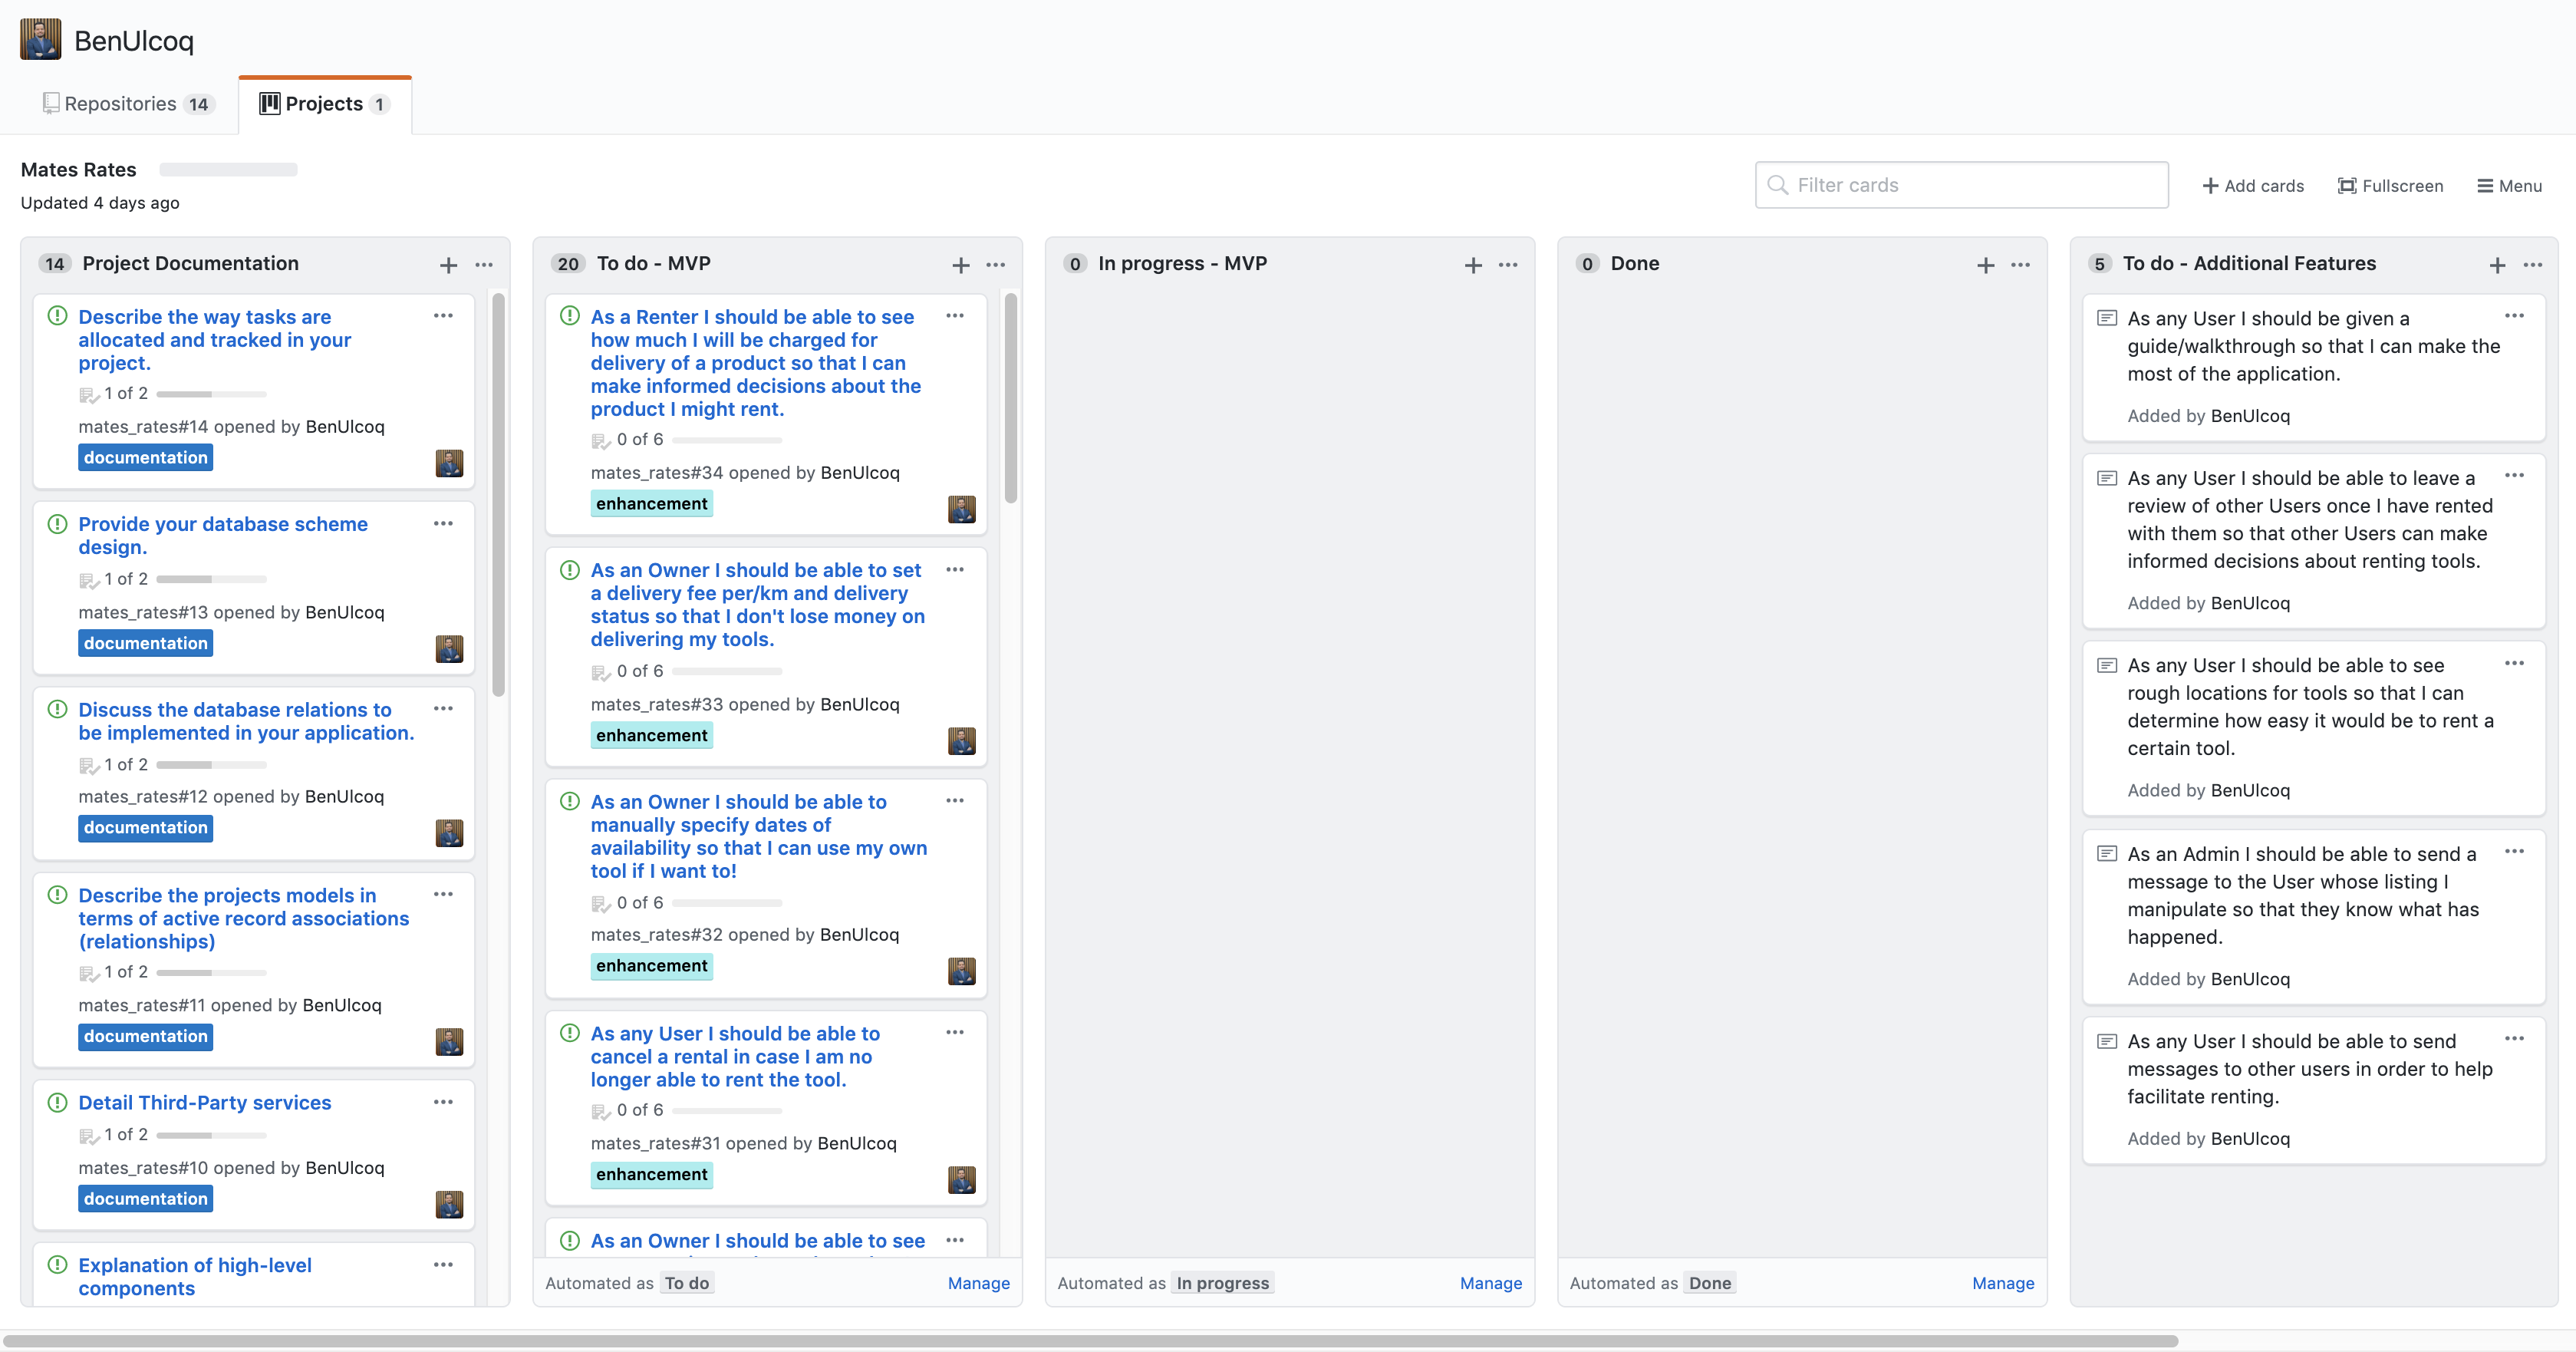 BenUlcoq
Repositories 14
Projects 1
Mates Rates
Updated 4 days ago
Filter cards
Add cards
Fullscreen
Menu
14 Project Documentation
Describe the way tasks are
allocated and tracked in your
project.
1 of 2
mates_rates#14 opened by BenUlcoq
documentation
Provide your database scheme
design.
1 of 2
mates_rates#13 opened by BenUlcoq
documentation
Discuss the database relations to
be implemented in your application.
1 of 2
mates_rates#12 opened by BenUlcoq
documentation
Describe the projects models in
terms of active record associations
(relationships)
1 of 2
mates_rates#11 opened by BenUlcoq
documentation
Detail Third-Party services
1 of 2
mates_rates#10 opened by BenUlcoq
documentation
Explanation of high-level
components
20 To do - MVP
As a Renter I should be able to see
how much I will be charged for
delivery of a product so that I can
make informed decisions about the
product I might rent.
0 of 6
mates_rates#34 opened by BenUlcoq
enhancement
As an Owner I should be able to set
a delivery fee per/km and delivery
status so that I don't lose money on
delivering my tools.
0 of 6
mates_rates#33 opened by BenUlcoq
enhancement
As an Owner I should be able to
manually specify dates of
availability so that I can use my own
tool if I want to!
0 of 6
mates_rates#32 opened by BenUlcoq
enhancement
As any User I should be able to
cancel a rental in case I am no
longer able to rent the tool.
0 of 6
mates_rates#31 opened by BenUlcoq
enhancement
As an Owner I should be able to see
Automated as To do
Manage
0 In progress - MVP
Automated as In progress
Manage
0 Done
Automated as Done
Manage
5 To do - Additional Features
As any User I should be given a
guide/walkthrough so that I can make the
most of the application.
Added by BenUlcoq
As any User I should be able to leave a
review of other Users once I have rented
with them so that other Users can make
informed decisions about renting tools.
Added by BenUlcoq
As any User I should be able to see
rough locations for tools so that I can
determine how easy it would be to rent a
certain tool.
Added by BenUlcoq
As an Admin I should be able to send a
message to the User whose listing I
manipulate so that they know what has
happened.
Added by BenUlcoq
As any User I should be able to send
messages to other users in order to help
facilitate renting.
Added by BenUlcoq